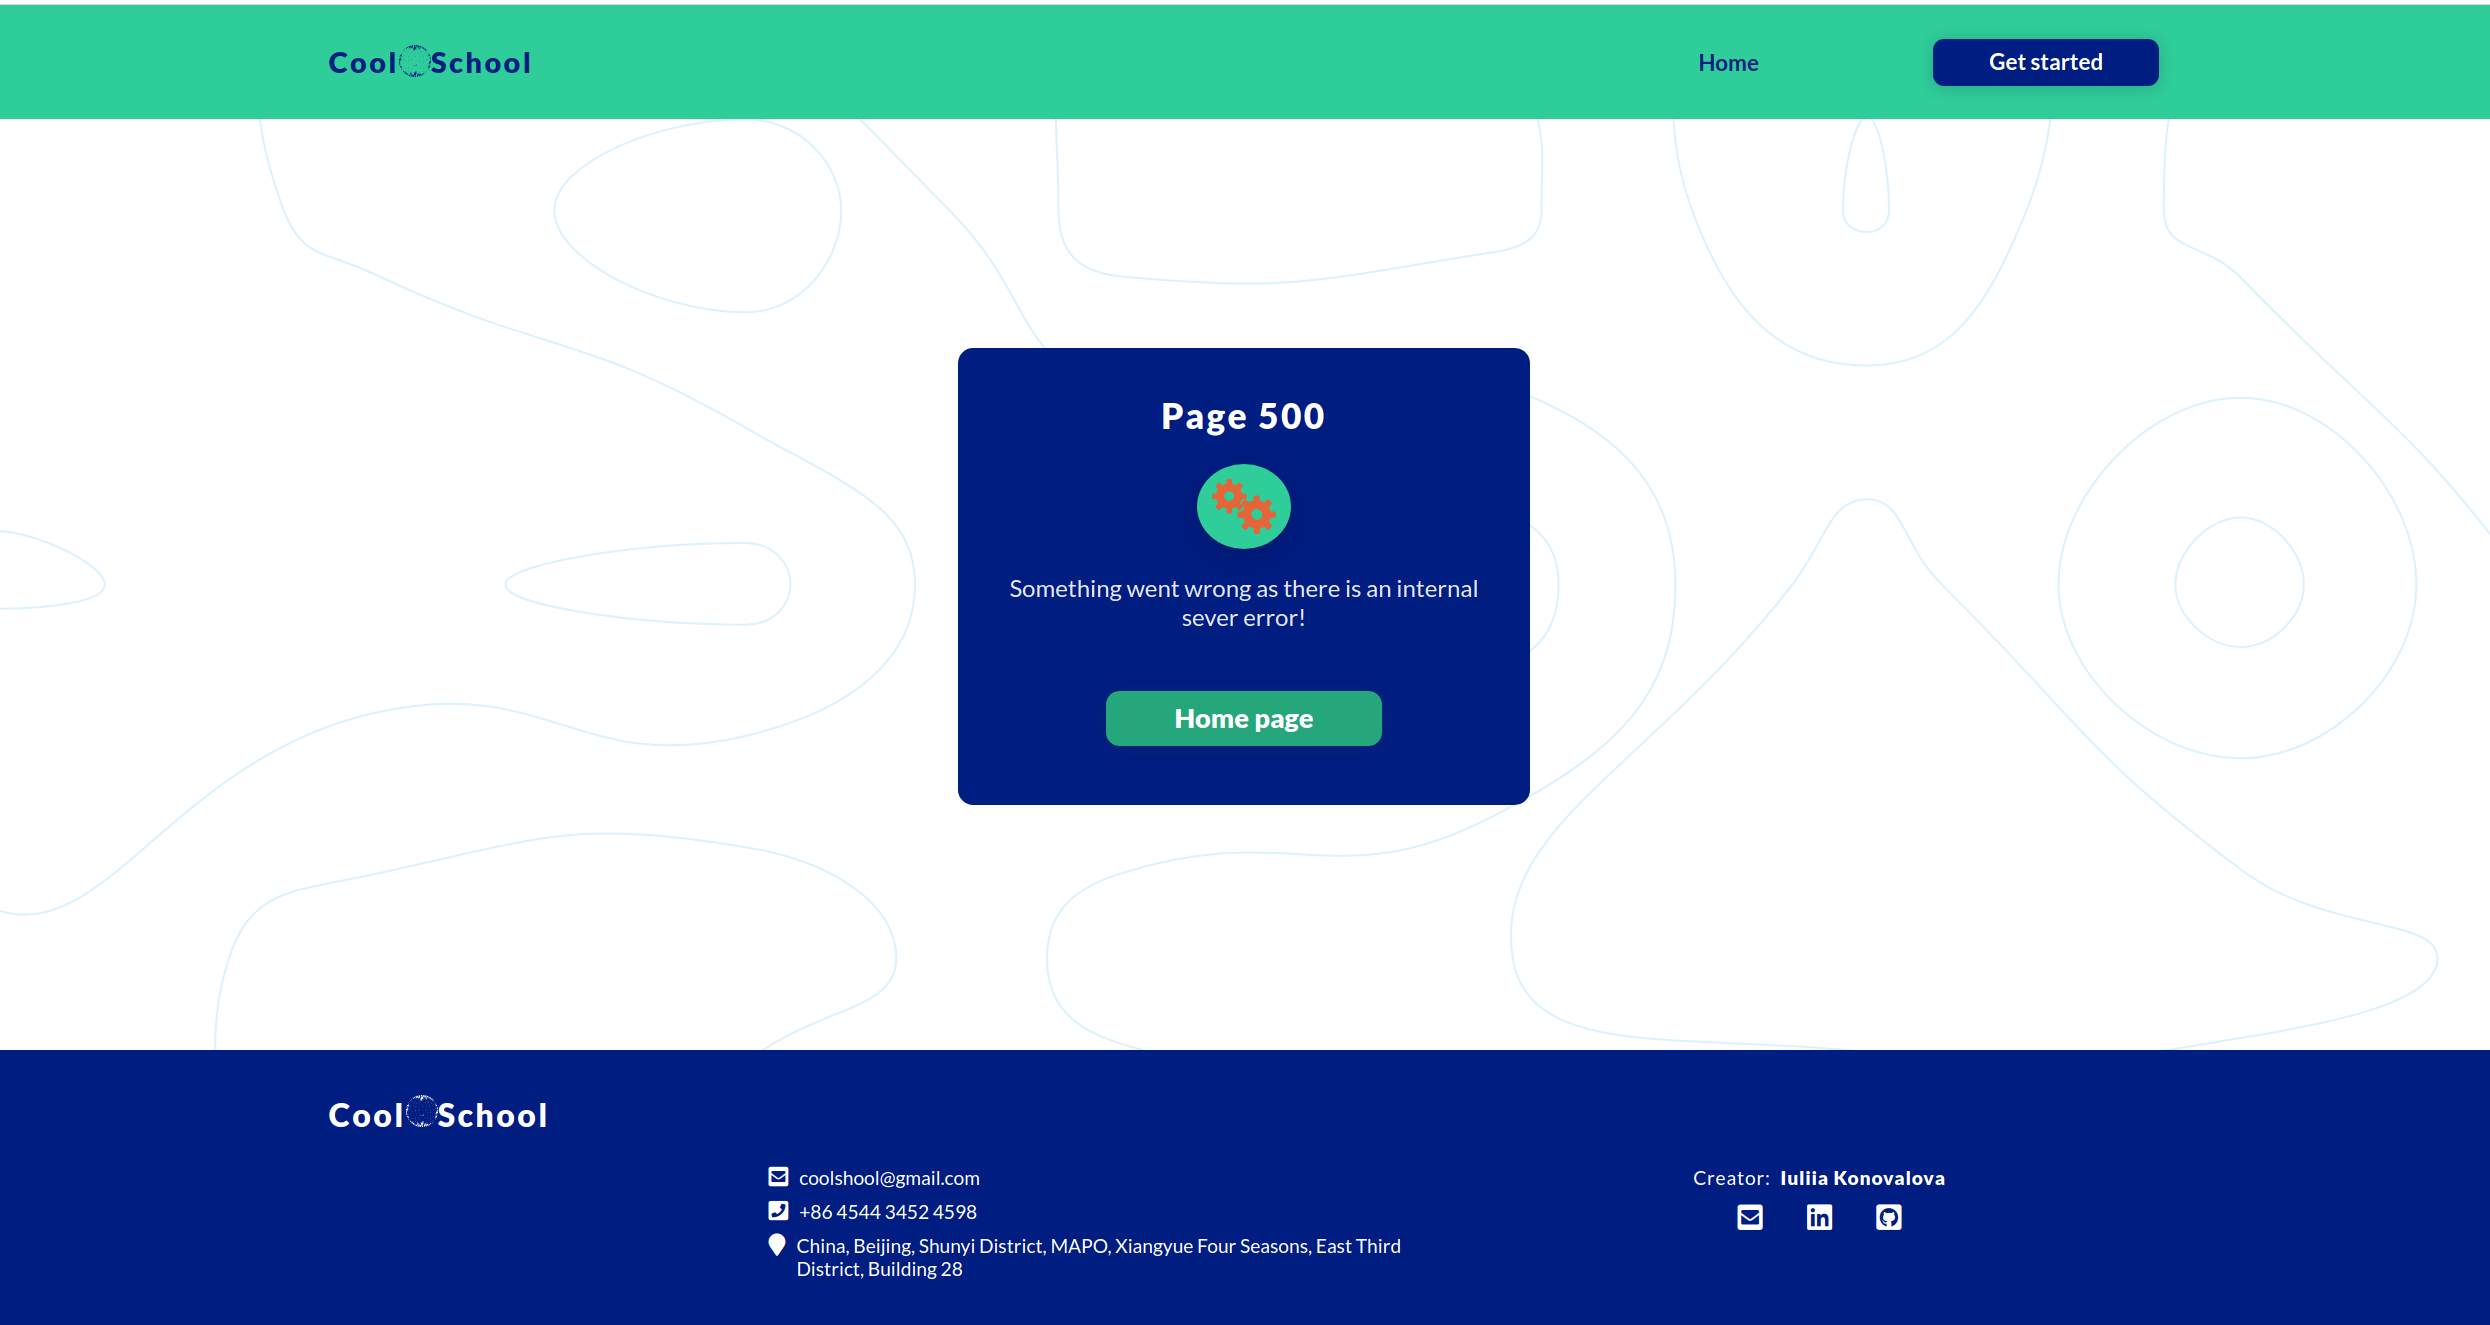 Cool School
Home
Get started
Page 500
Something went wrong as there is an internal
sever error!
Home page
Cool School
coolshool@gmail.com
+86 4544 3452 4598
China, Beijing, Shunyi District, MAPO, Xiangyue Four Seasons, East Third
District, Building 28
Creator: Iuliia Konovalova